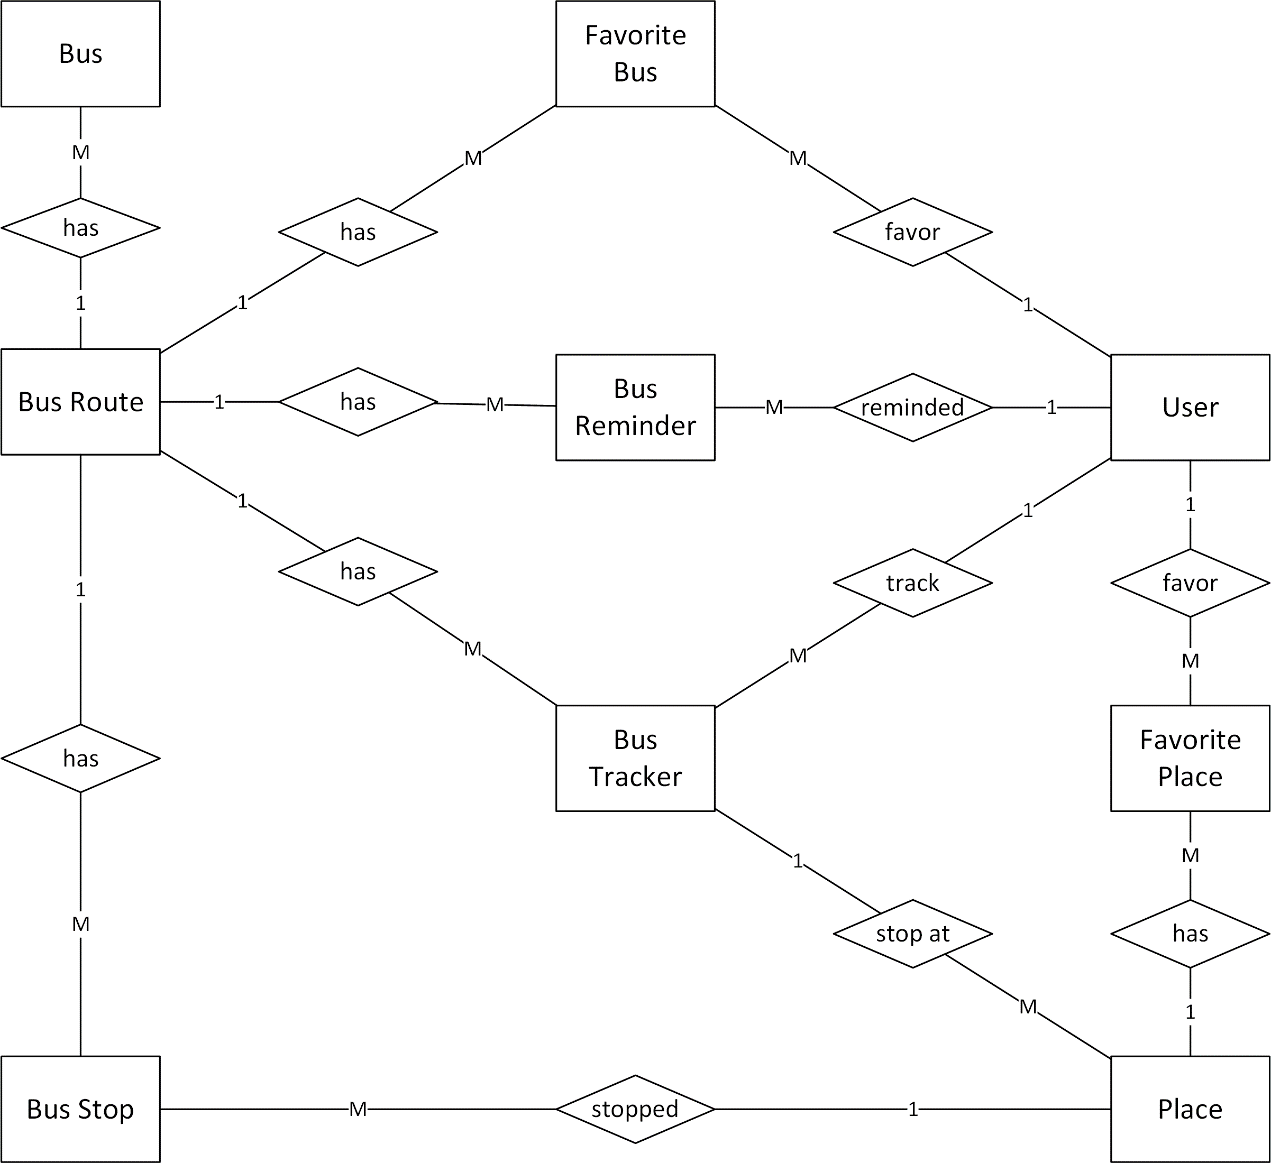 Bus
Favorite
Bus
M
M
M
has
has
favor
1
1
1
Bus Route
1
has
M
Bus
Reminder
M
reminded
1
User
1
1
1
has
track
favor
1
M
M
M
has
Bus
Tracker
Favorite
Place
1
M
M
stop at
has
M
1
Bus Stop
M
stopped
1
Place